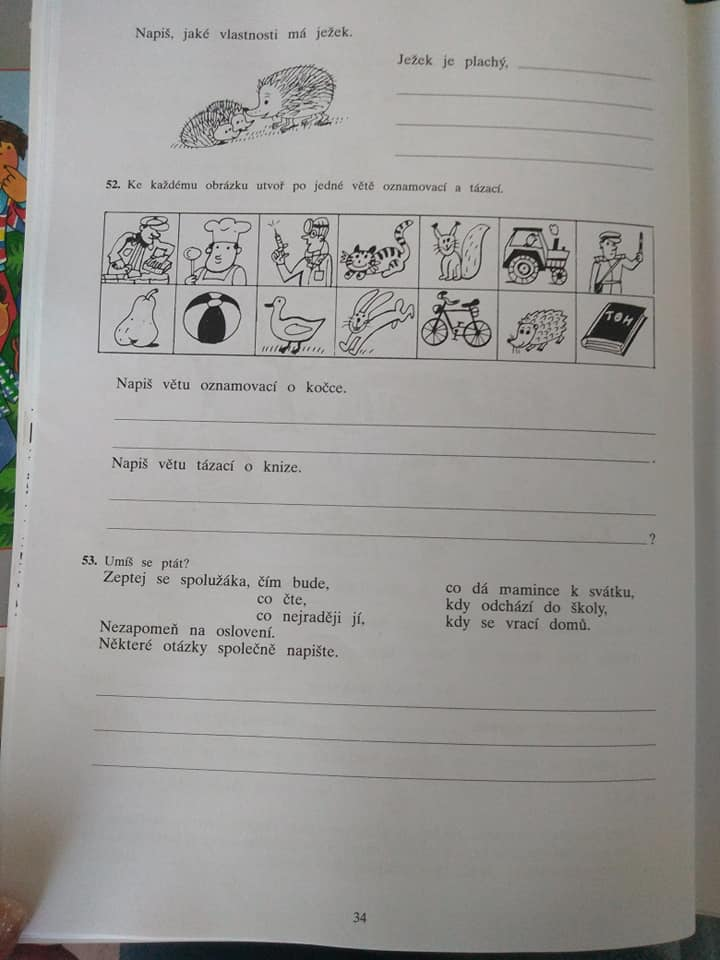 Napiš, jaké vlastnosti má ježek.
Ježek je plachý,
52. Ke každému obrázku utvoř po jedné větě oznamovací a tázací.
Napiš větu oznamovací o kočce.
.
Napiš větu tázací o knize.
?
53. Umíš se ptát?
Zeptej se spolužáka, čím bude,
co čte,
co nejraději jí,
co dá mamince k svátku,
kdy odchází do školy,
kdy se vrací domů.
Nezapomeň na oslovení.
Některé otázky společně napište.
34